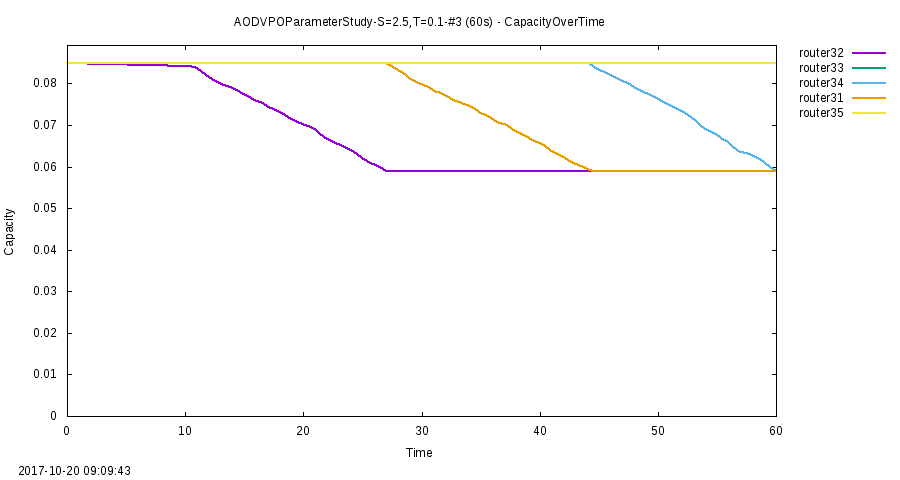 AODVPOParameterStudy-S=2.5,T=0.1-#3 (60s) - CapacityOverTime
router32
router33
router34
router31
router35
0.08
0.07
0.06
0.05
0.04
0.03
0.02
0.01
0
Capacity
0 10 20 30 40 50 60
Time
2017-10-20 09:09:43